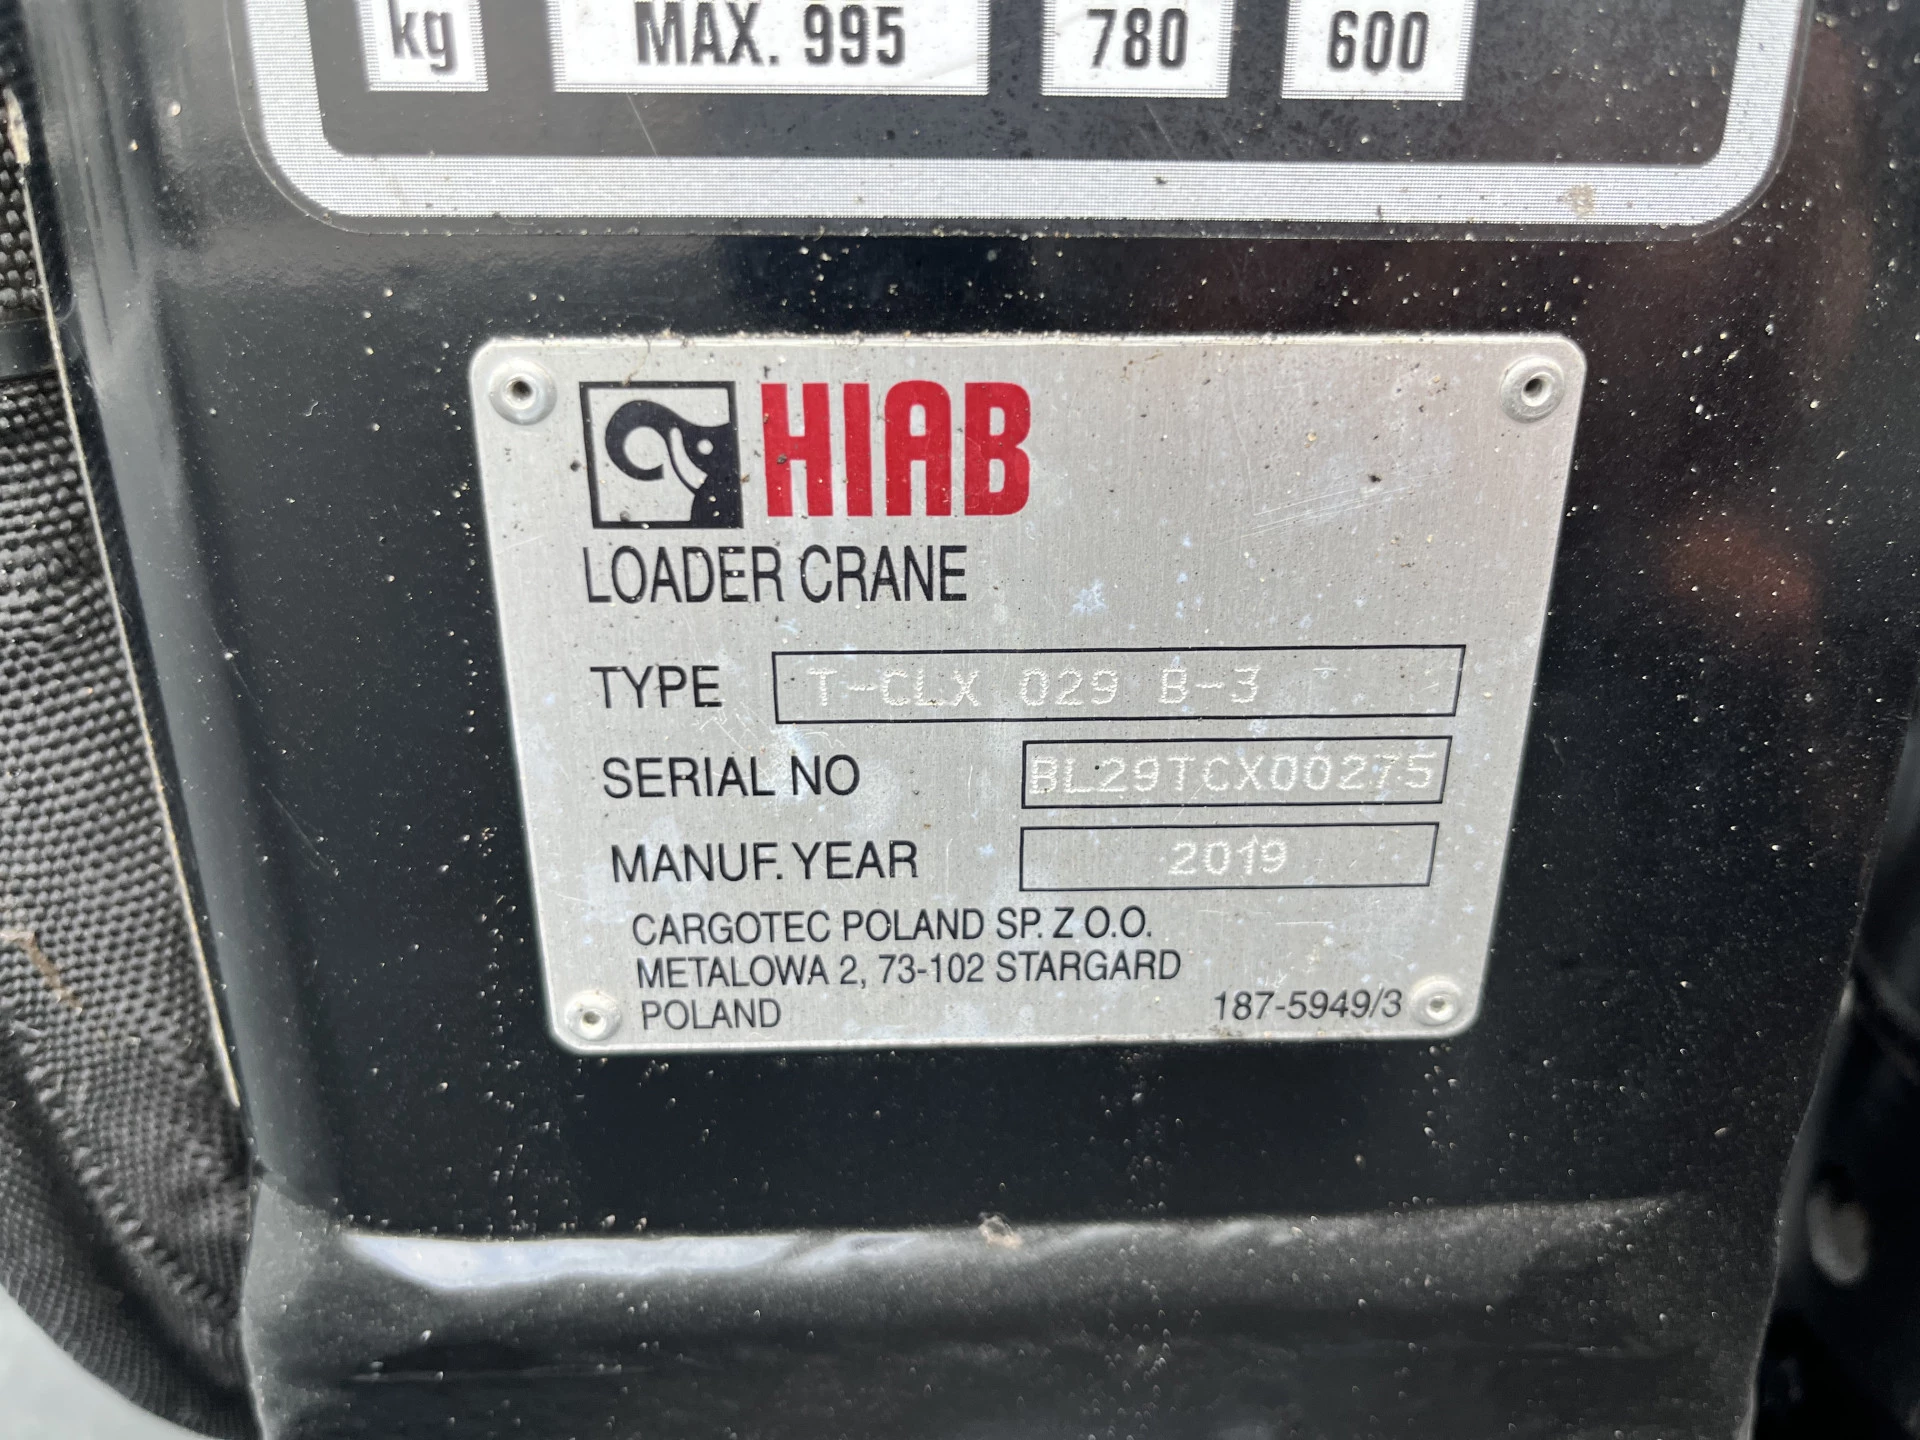 kg MAX. 995 780 600
HIAB
LOADER CRANE
TYPE T-CLX 029 B-3
SERIAL NO BL29TCX00275
MANUF. YEAR 2019
CARGOTEC POLAND SP. Z O.O.
METALOWA 2, 73-102 STARGARD
POLAND 187-5949/3